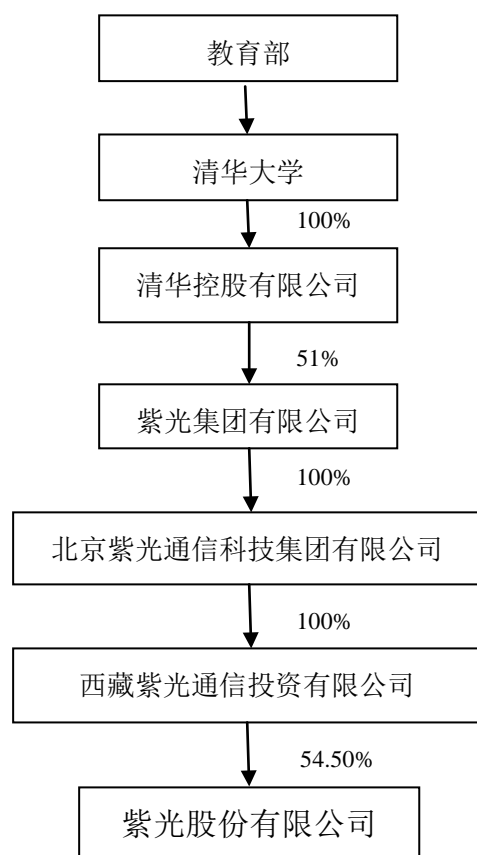 教育部
清华大学
100%
清华控股有限公司
51%
紫光集团有限公司
100%
北京紫光通信科技集团有限公司
100%
西藏紫光通信投资有限公司
54.50%
紫光股份有限公司